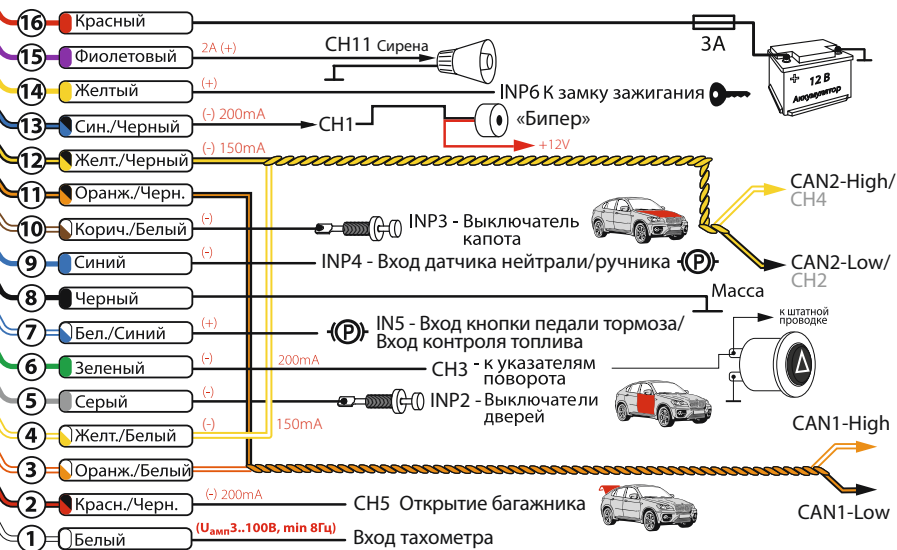 16 Красный
3А
15 Фиолетовый 2А (+) CH11 Сирена
+ 12 В
Аккумулятор
14 Желтый (+) INP6 К замку зажигания
13 Син./Черный (-) 200mA CH1 «Бипер»
+12V
12 Желт./Черный (-) 150mA
11 Оранж./Черн.
CAN2-High/
CH4
10 Корич./Белый (-) INP3 - Выключатель
капота
9 Синий (-) INP4 - Вход датчика нейтрали/ручника (P)
CAN2-Low/
CH2
8 Черный Масса
7 Бел./Синий (+) (P) IN5 - Вход кнопки педали тормоза/
Вход контроля топлива
к штатной
проводке
6 Зеленый (-) 200mA CH3 - к указателям
поворота
5 Серый (-) INP2 - Выключатели
дверей
4 Желт./Белый (-) 150mA
CAN1-High
3 Оранж./Белый
2 Красн./Черн. (-) 200mA CH5 Открытие багажника
CAN1-Low
1 Белый (Uамп3..100В, min 8Гц) Вход тахометра